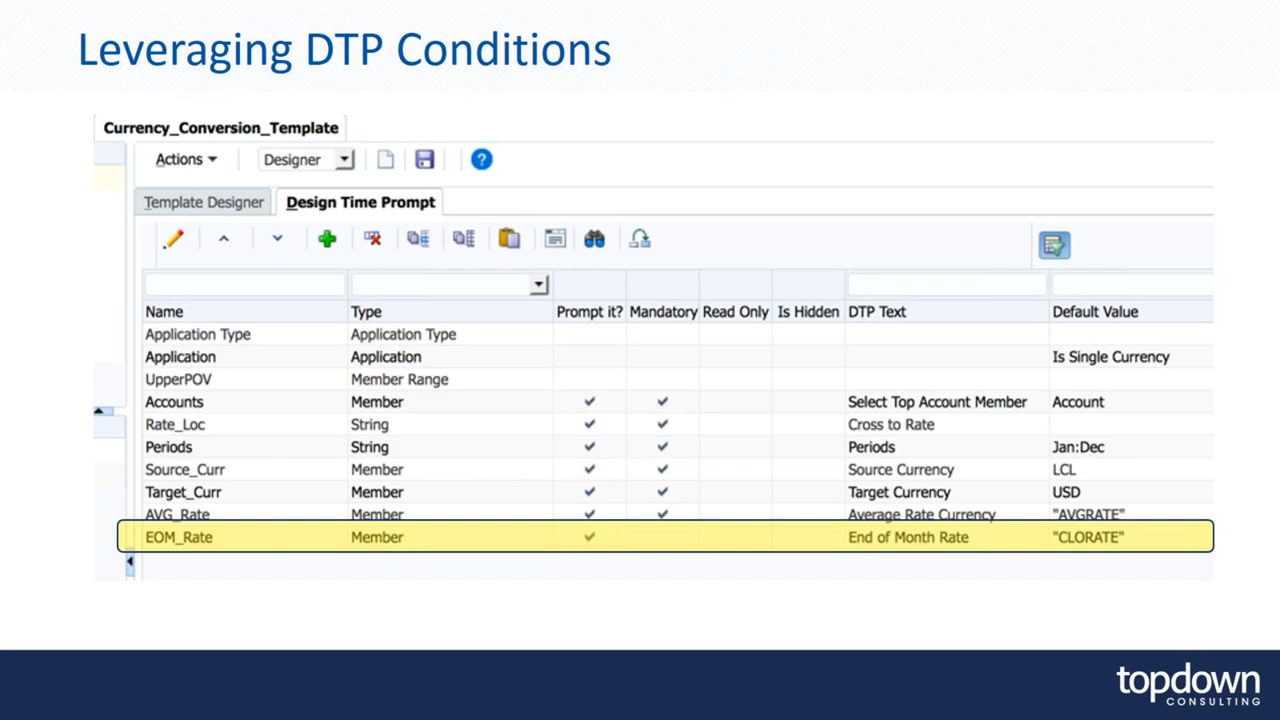 Leveraging DTP Conditions
Currency_Conversion_Template
Actions Designer ?
Template Designer Design Time Prompt
Name Type Prompt it? Mandatory Read Only Is Hidden DTP Text Default Value
Application Type Application Type
Application Application Is Single Currency
UpperPOV Member Range
Accounts Member Select Top Account Member Account
Rate_Loc String Cross to Rate
Periods String Periods Jan:Dec
Source_Curr Member Source Currency LCL
Target_Curr Member Target Currency USD
AVG_Rate Member Average Rate Currency "AVGRATE"
EOM_Rate Member End of Month Rate "CLORATE"
topdown
CONSULTING